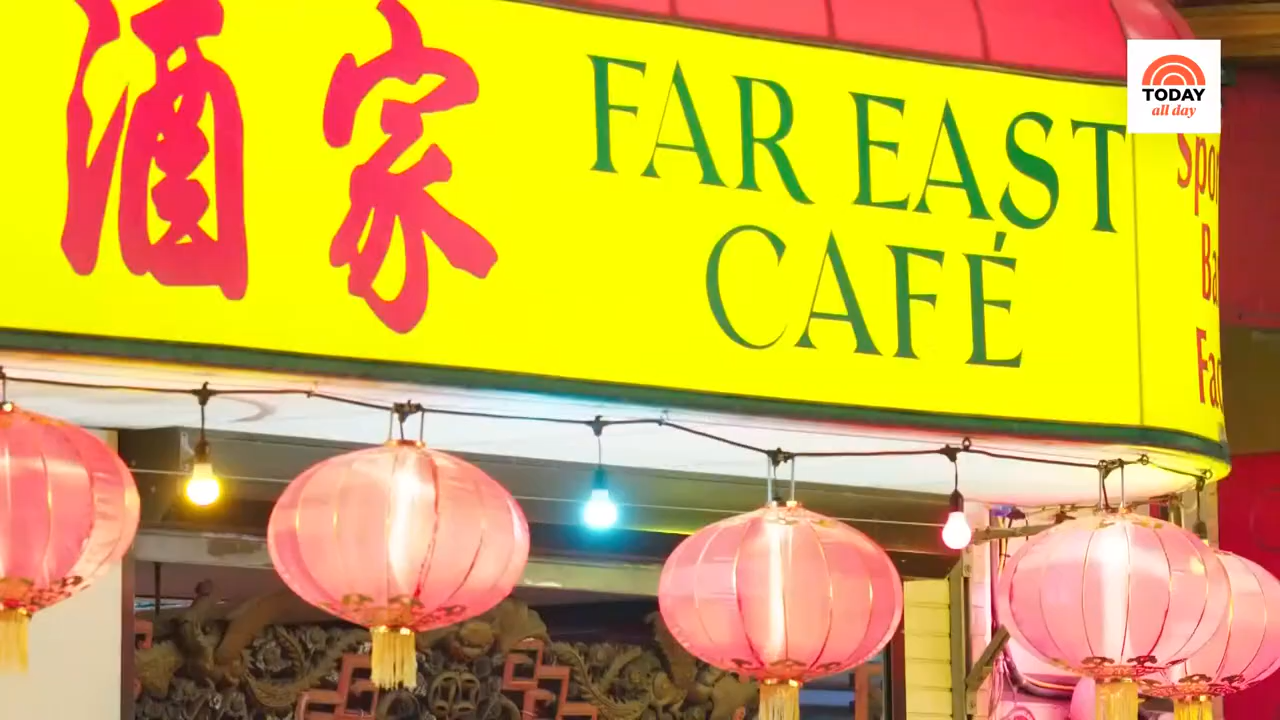 酒家
FAR EAST
CAFÉ
TODAY
all day